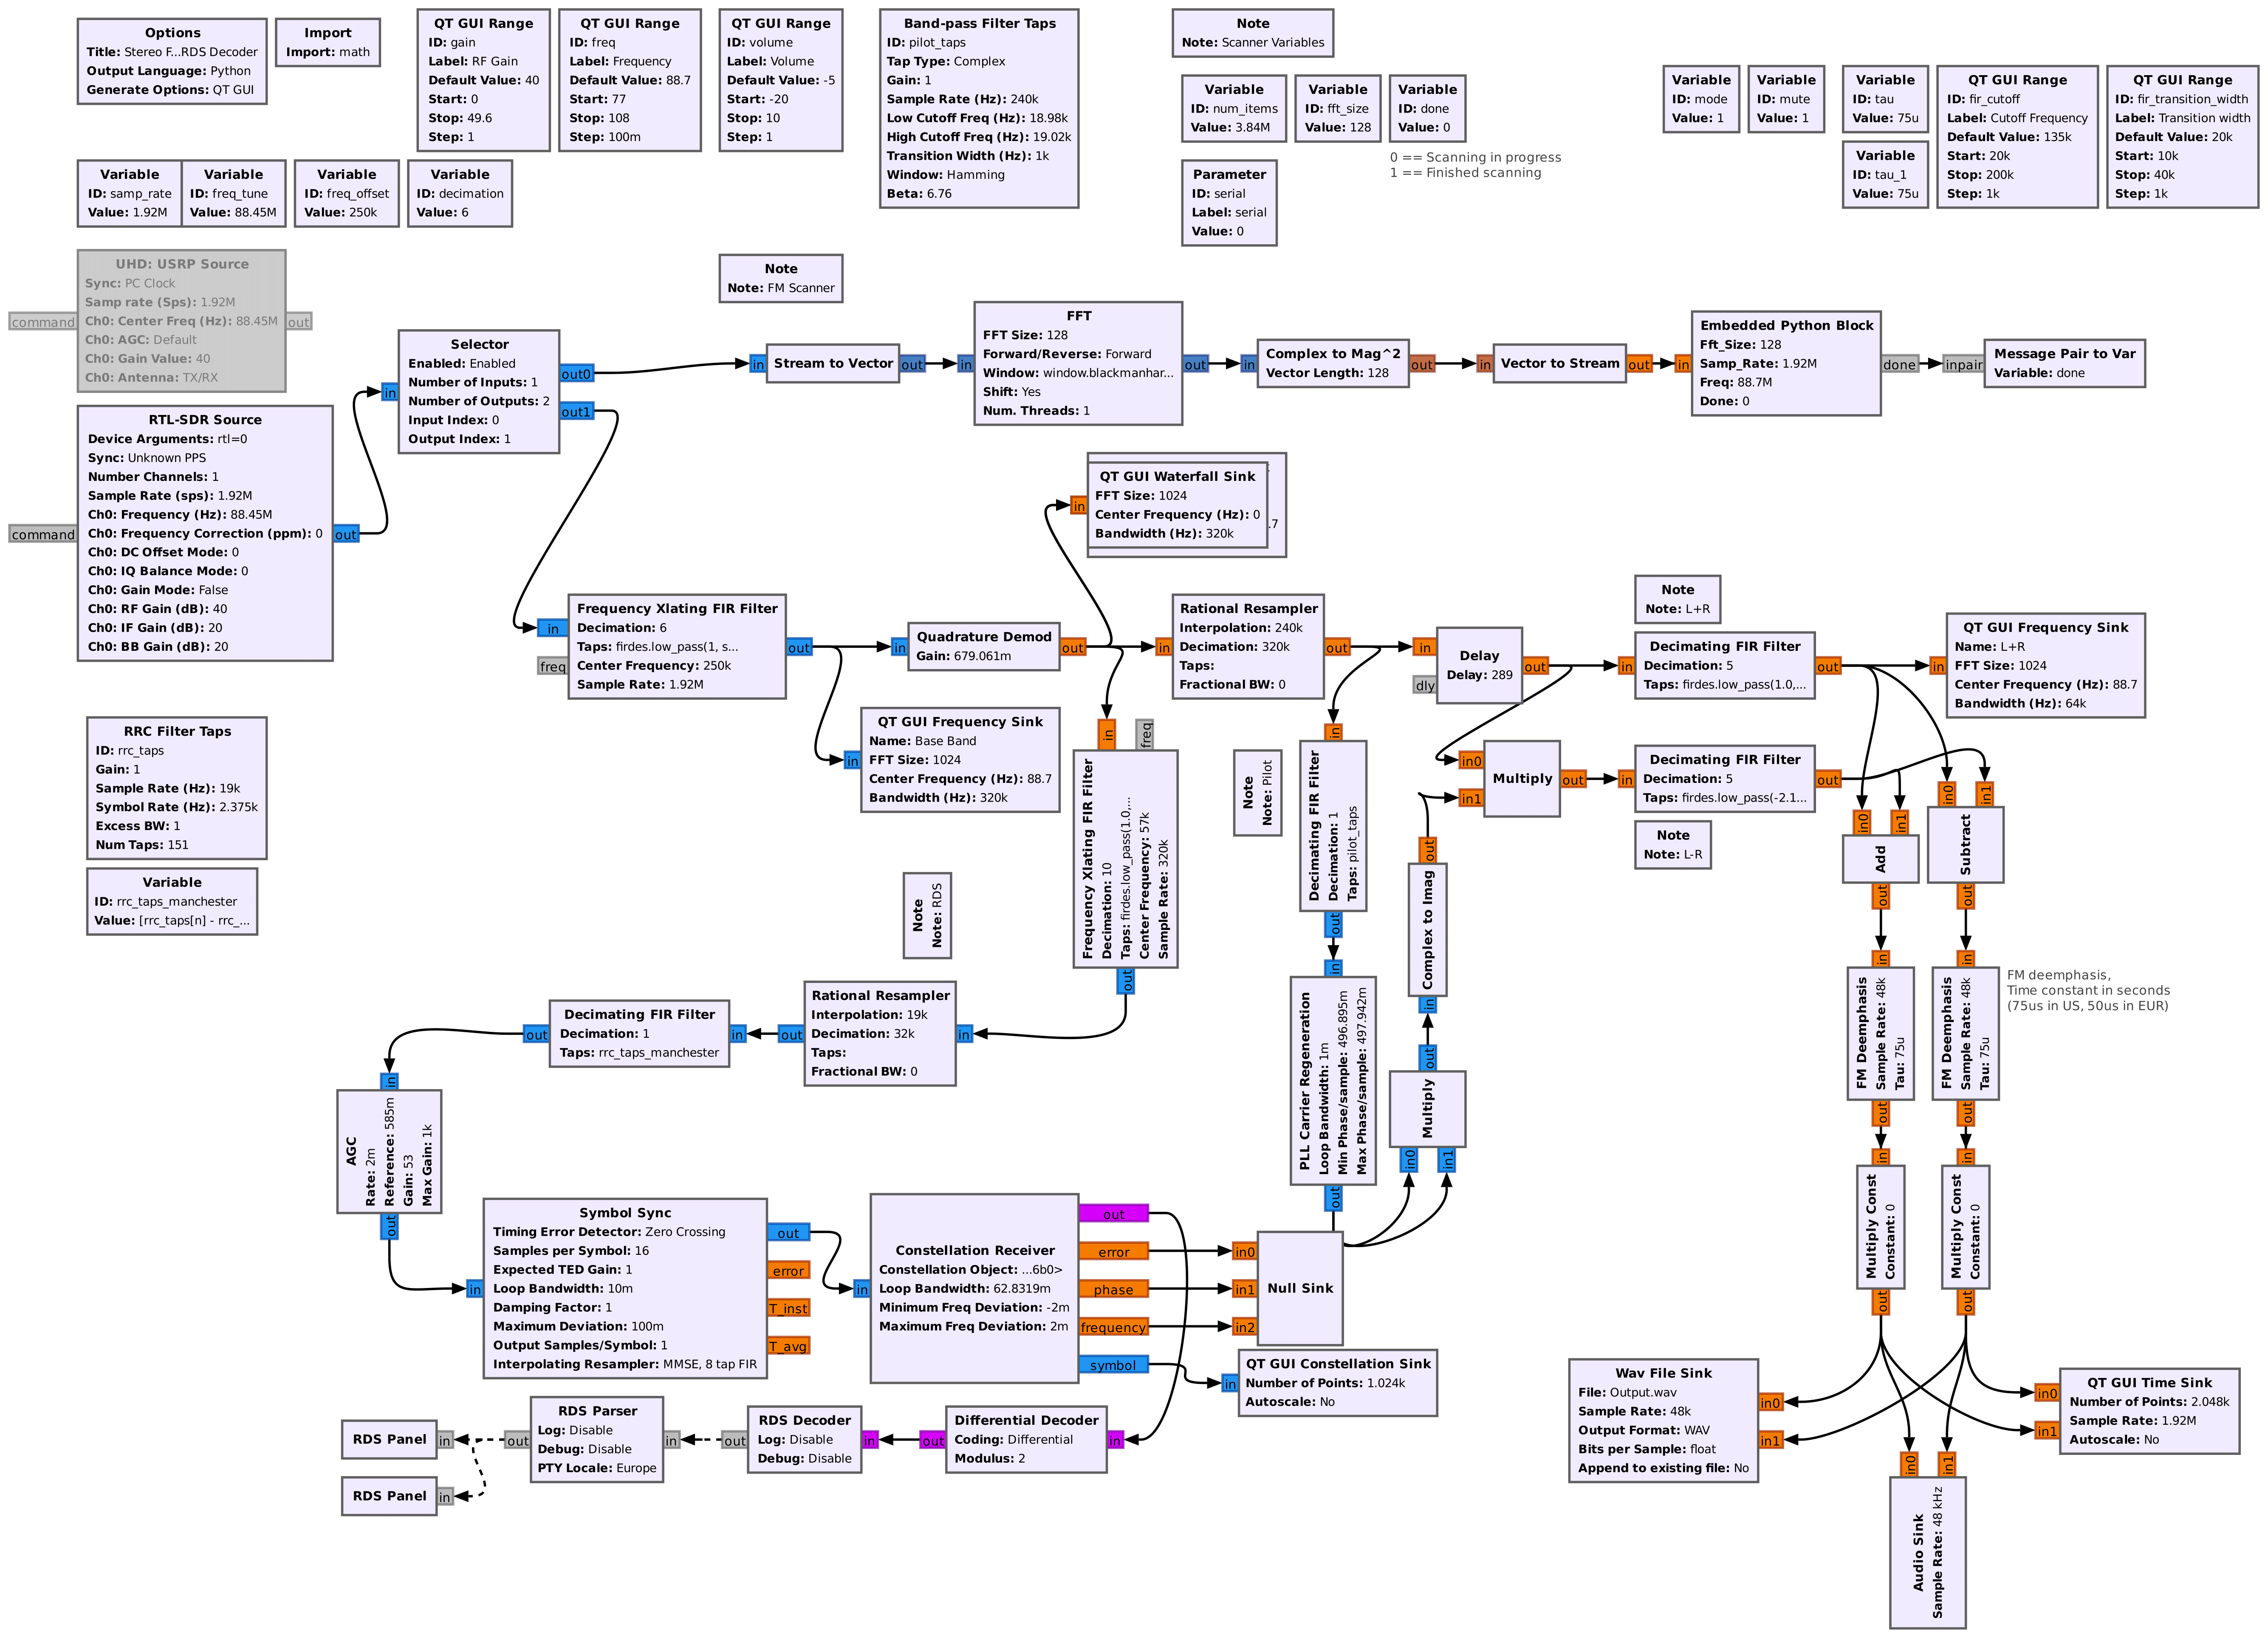 Options
Title: Stereo F...RDS Decoder
Output Language: Python
Generate Options: QT GUI
Import
Import: math
QT GUI Range
ID: gain
Label: RF Gain
Default Value: 40
Start: 0
Stop: 49.6
Step: 1
QT GUI Range
ID: freq
Label: Frequency
Default Value: 88.7
Start: 77
Stop: 108
Step: 100m
QT GUI Range
ID: volume
Label: Volume
Default Value: -5
Start: -20
Stop: 10
Step: 1
Band-pass Filter Taps
ID: pilot_taps
Tap Type: Complex
Gain: 1
Sample Rate (Hz): 240k
Low Cutoff Freq (Hz): 18.98k
High Cutoff Freq (Hz): 19.02k
Transition Width (Hz): 1k
Window: Hamming
Beta: 6.76
Note
Note: Scanner Variables
Variable
ID: num_items
Value: 3.84M
Variable
ID: fft_size
Value: 128
Variable
ID: done
Value: 0
0 == Scanning in progress
1 == Finished scanning
Parameter
ID: serial
Label: serial
Value: 0
Variable
ID: mode
Value: 1
Variable
ID: mute
Value: 1
Variable
ID: tau
Value: 75u
Variable
ID: tau_1
Value: 75u
QT GUI Range
ID: fir_cutoff
Label: Cutoff Frequency
Default Value: 135k
Start: 20k
Stop: 200k
Step: 1k
QT GUI Range
ID: fir_transition_width
Label: Transition width
Default Value: 20k
Start: 10k
Stop: 40k
Step: 1k
Variable
ID: samp_rate
Value: 1.92M
Variable
ID: freq_tune
Value: 88.45M
Variable
ID: freq_offset
Value: 250k
Variable
ID: decimation
Value: 6
UHD: USRP Source
Sync: PC Clock
Samp rate (Sps): 1.92M
Ch0: Center Freq (Hz): 88.45M
Ch0: AGC: Default
Ch0: Gain Value: 40
Ch0: Antenna: TX/RX
command
out
RTL-SDR Source
Device Arguments: rtl=0
Sync: Unknown PPS
Number Channels: 1
Sample Rate (sps): 1.92M
Ch0: Frequency (Hz): 88.45M
Ch0: Frequency Correction (ppm): 0
Ch0: DC Offset Mode: 0
Ch0: IQ Balance Mode: 0
Ch0: Gain Mode: False
Ch0: RF Gain (dB): 40
Ch0: IF Gain (dB): 20
Ch0: BB Gain (dB): 20
command
out
Selector
Enabled: Enabled
Number of Inputs: 1
Number of Outputs: 2
Input Index: 0
Output Index: 1
in
out0
out1
Note
Note: FM Scanner
in
Stream to Vector
out
in
FFT
FFT Size: 128
Forward/Reverse: Forward
Window: window.blackmanhar...
Shift: Yes
Num. Threads: 1
out
in
Complex to Mag^2
Vector Length: 128
out
in
Vector to Stream
out
in
Embedded Python Block
Fft_Size: 128
Samp_Rate: 1.92M
Freq: 88.7M
Done: 0
done
inpair
Message Pair to Var
Variable: done
in
QT GUI Waterfall Sink
FFT Size: 1024
Center Frequency (Hz): 0
Bandwidth (Hz): 320k
.7
in
freq
Frequency Xlating FIR Filter
Decimation: 6
Taps: firdes.low_pass(1, s...
Center Frequency: 250k
Sample Rate: 1.92M
out
in
Quadrature Demod
Gain: 679.061m
out
in
Rational Resampler
Interpolation: 240k
Decimation: 320k
Taps:
Fractional BW: 0
out
in
dly
Delay
Delay: 289
out
Note
Note: L+R
in
Decimating FIR Filter
Decimation: 5
Taps: firdes.low_pass(1.0,...
out
in
QT GUI Frequency Sink
Name: L+R
FFT Size: 1024
Center Frequency (Hz): 88.7
Bandwidth (Hz): 64k
in
QT GUI Frequency Sink
Name: Base Band
FFT Size: 1024
Center Frequency (Hz): 88.7
Bandwidth (Hz): 320k
RRC Filter Taps
ID: rrc_taps
Gain: 1
Sample Rate (Hz): 19k
Symbol Rate (Hz): 2.375k
Excess BW: 1
Num Taps: 151
Variable
ID: rrc_taps_manchester
Value: [rrc_taps[n] - rrc_...
in
freq
Frequency Xlating FIR Filter
Decimation: 10
Taps: firdes.low_pass(1.0,...
Center Frequency: 57k
Sample Rate: 320k
out
Note
Note: Pilot
in
Decimating FIR Filter
Decimation: 1
Taps: pilot_taps
out
in0
in1
Multiply
out
in
Decimating FIR Filter
Decimation: 5
Taps: firdes.low_pass(-2.1...
out
Note
Note: L-R
in0
in1
Add
out
in0
in1
Subtract
out
Note
Note: RDS
out
Complex to Imag
in
in
PLL Carrier Regeneration
Loop Bandwidth: 1m
Min Phase/sample: 496.895m
Max Phase/sample: 497.942m
out
out
Multiply
in0
in1
in
FM Deemphasis
Sample Rate: 48k
Tau: 75u
out
in
FM Deemphasis
Sample Rate: 48k
Tau: 75u
out
FM deemphasis,
Time constant in seconds
(75us in US, 50us in EUR)
out
Decimating FIR Filter
Decimation: 1
Taps: rrc_taps_manchester
in
out
Rational Resampler
Interpolation: 19k
Decimation: 32k
Taps:
Fractional BW: 0
in
in
AGC
Rate: 2m
Reference: 585m
Gain: 53
Max Gain: 1k
out
in
Symbol Sync
Timing Error Detector: Zero Crossing
Samples per Symbol: 16
Expected TED Gain: 1
Loop Bandwidth: 10m
Damping Factor: 1
Maximum Deviation: 100m
Output Samples/Symbol: 1
Interpolating Resampler: MMSE, 8 tap FIR
out
error
T_inst
T_avg
in
Constellation Receiver
Constellation Object: ...6b0>
Loop Bandwidth: 62.8319m
Minimum Freq Deviation: -2m
Maximum Freq Deviation: 2m
out
error
phase
frequency
symbol
in0
in1
in2
Null Sink
in
QT GUI Constellation Sink
Number of Points: 1.024k
Autoscale: No
in
Multiply Const
Constant: 0
out
in
Multiply Const
Constant: 0
out
RDS Panel
in
RDS Panel
in
out
RDS Parser
Log: Disable
Debug: Disable
PTY Locale: Europe
in
out
RDS Decoder
Log: Disable
Debug: Disable
in
out
Differential Decoder
Coding: Differential
Modulus: 2
in
Wav File Sink
File: Output.wav
Sample Rate: 48k
Output Format: WAV
Bits per Sample: float
Append to existing file: No
in0
in1
in0
in1
QT GUI Time Sink
Number of Points: 2.048k
Sample Rate: 1.92M
Autoscale: No
in0
in1
Audio Sink
Sample Rate: 48 kHz